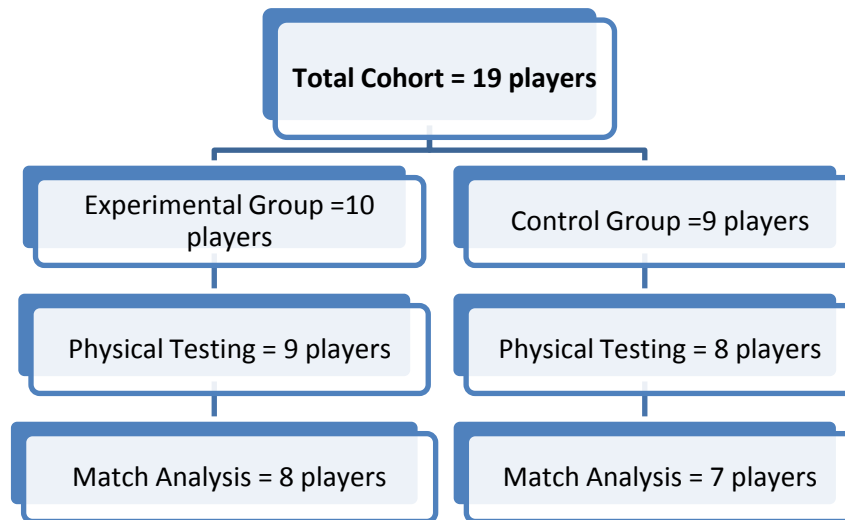 Total Cohort = 19 players
Experimental Group =10
players
Control Group =9 players
Physical Testing = 9 players
Physical Testing = 8 players
Match Analysis = 8 players
Match Analysis = 7 players